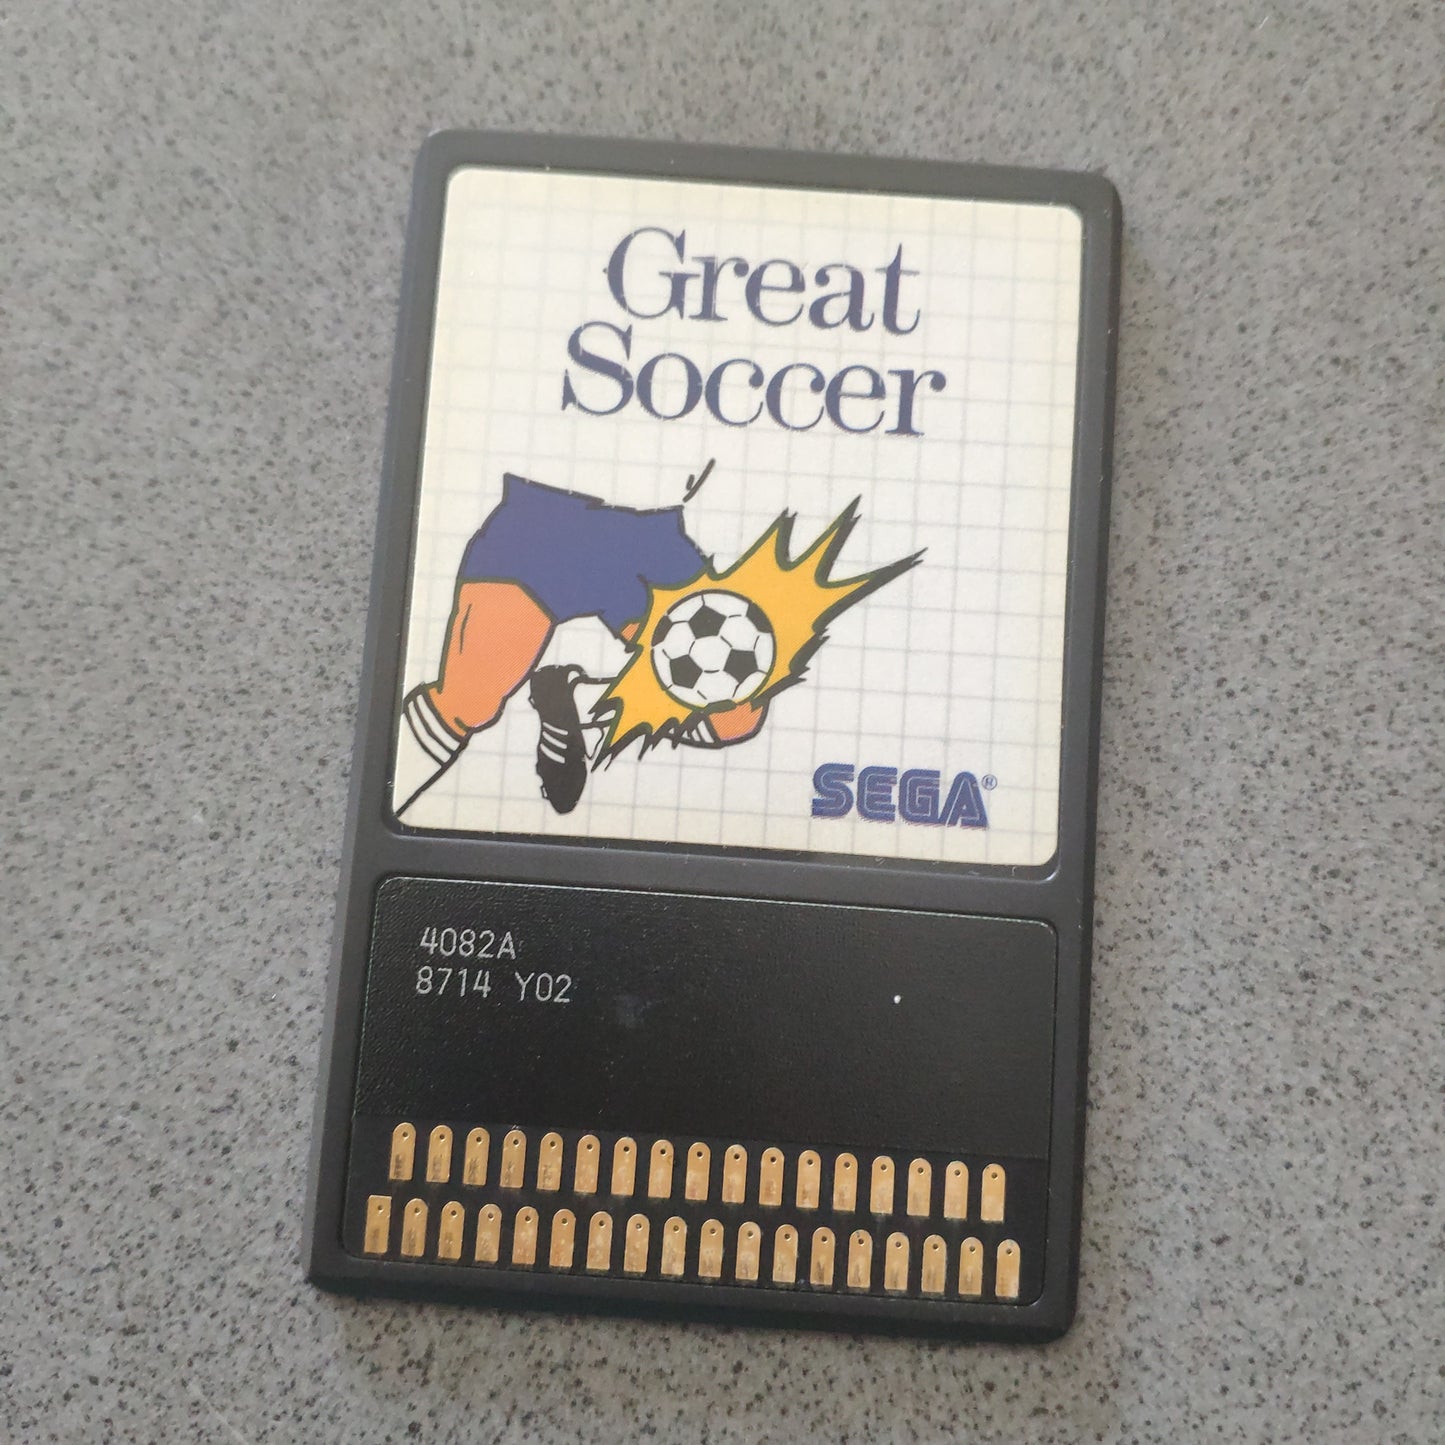 Great
Soccer
SEGA®
4082A
8714 Y02